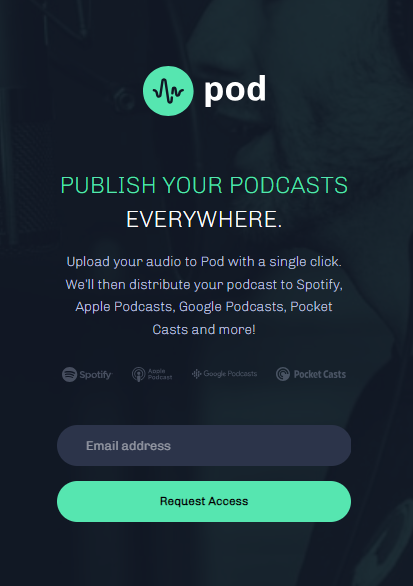 pod
PUBLISH YOUR PODCASTS
EVERYWHERE.
Upload your audio to Pod with a single click.
We'll then distribute your podcast to Spotify,
Apple Podcasts, Google Podcasts, Pocket
Casts and more!
Spotify
Apple
Podcast
Google Podcasts
Pocket Casts
Email address
Request Access